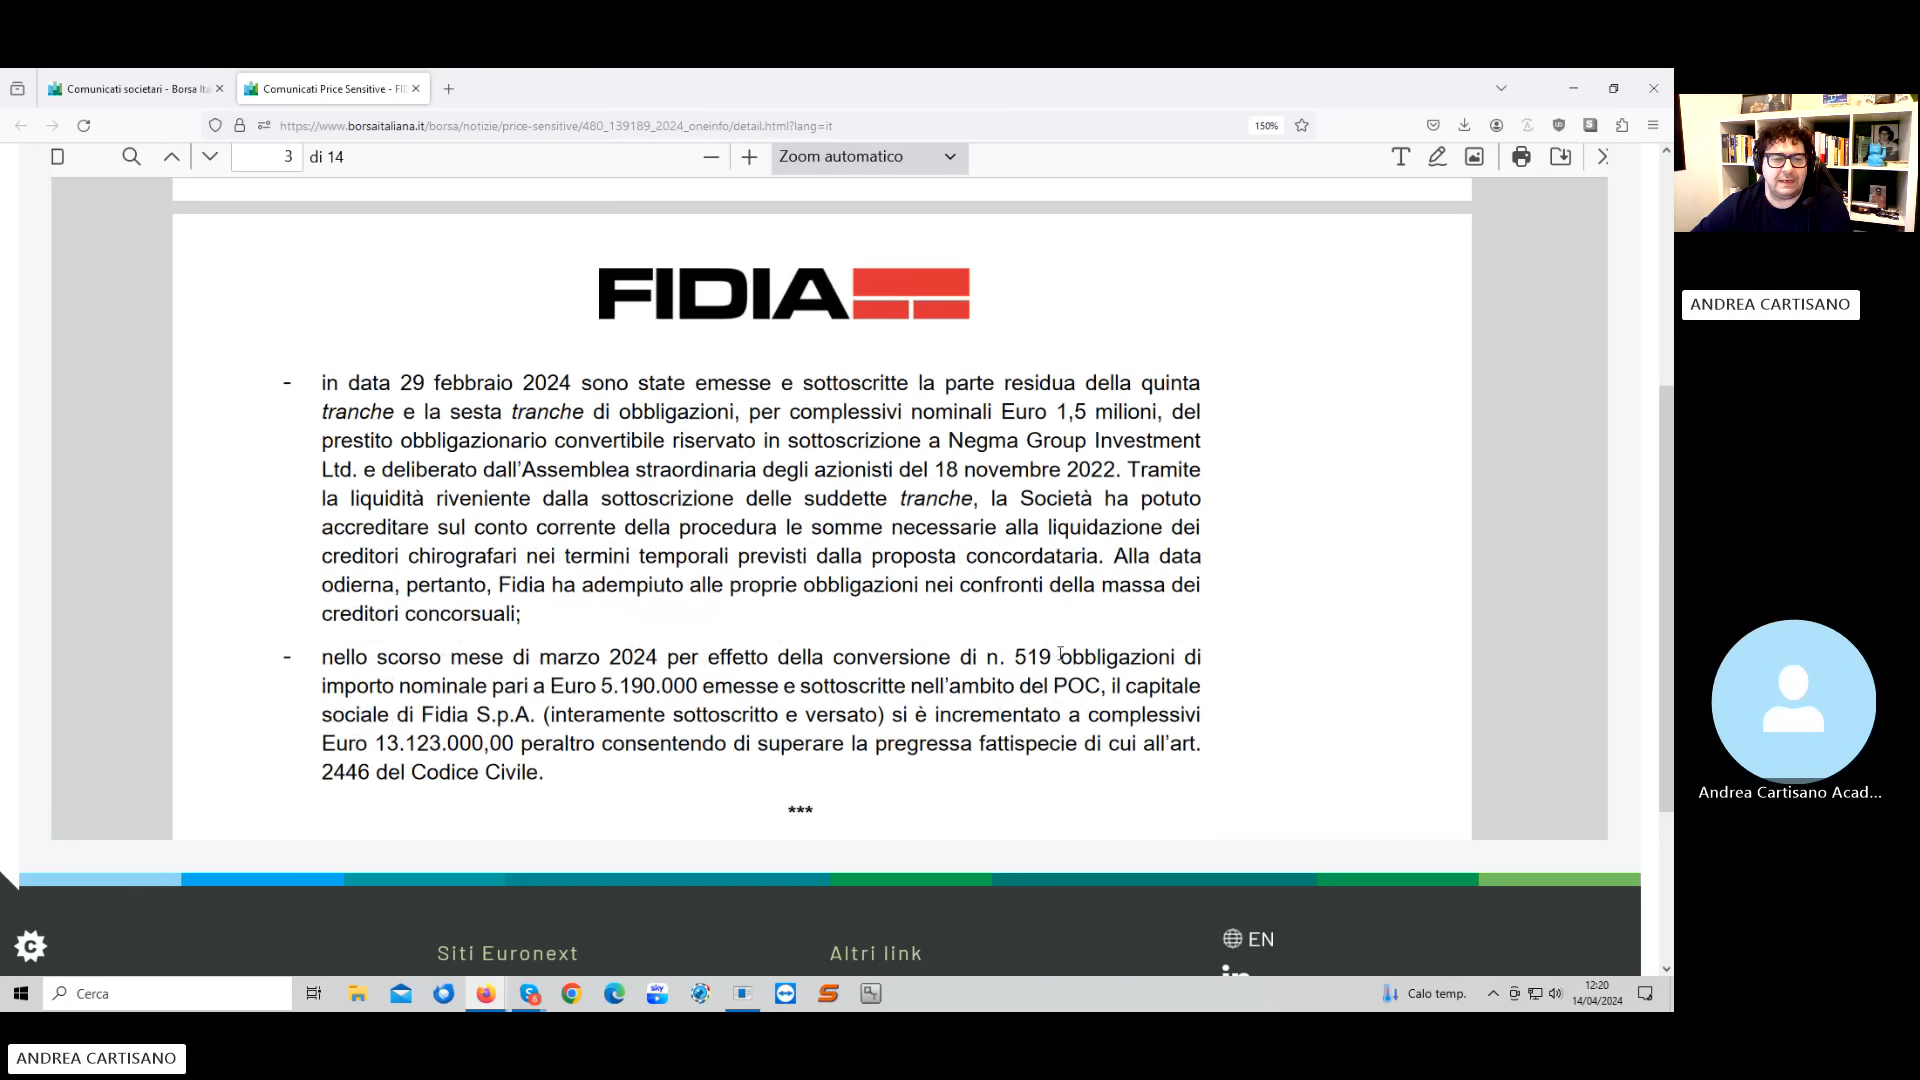 Comunicati societari - Borsa Ita
Comunicati Price Sensitive - FID
https://www.borsaitaliana.it/borsa/notizie/price-sensitive/480_139189_2024_oneinfo/detail.html?lang=it
150%
3 di 14
Zoom automatico
FIDIA
- in data 29 febbraio 2024 sono state emesse e sottoscritte la parte residua della quinta
tranche e la sesta tranche di obbligazioni, per complessivi nominali Euro 1,5 milioni, del
prestito obbligazionario convertibile riservato in sottoscrizione a Negma Group Investment
Ltd. e deliberato dall'Assemblea straordinaria degli azionisti del 18 novembre 2022. Tramite
la liquidità riveniente dalla sottoscrizione delle suddette tranche, la Società ha potuto
accreditare sul conto corrente della procedura le somme necessarie alla liquidazione dei
creditori chirografari nei termini temporali previsti dalla proposta concordataria. Alla data
odierna, pertanto, Fidia ha adempiuto alle proprie obbligazioni nei confronti della massa dei
creditori concorsuali;
- nello scorso mese di marzo 2024 per effetto della conversione di n. 519 obbligazioni di
importo nominale pari a Euro 5.190.000 emesse e sottoscritte nell'ambito del POC, il capitale
sociale di Fidia S.p.A. (interamente sottoscritto e versato) si è incrementato a complessivi
Euro 13.123.000,00 peraltro consentendo di superare la pregressa fattispecie di cui all'art.
2446 del Codice Civile.
***
Siti Euronext
Altri link
EN
in
Cerca
Calo temp.
12:20
14/04/2024
ANDREA CARTISANO
Andrea Cartisano Acad...
ANDREA CARTISANO